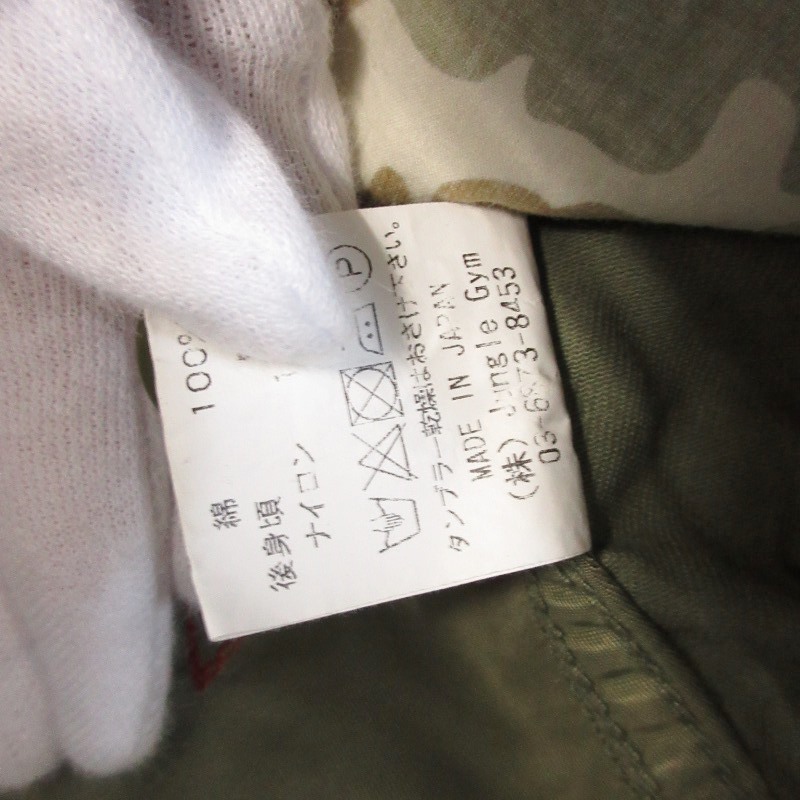 綿 100%
後身頃
ナイロン
P
タンブラー乾燥はおさけ下さい。
MADE IN JAPAN
(株) Jungle Gym
03-6873-8453